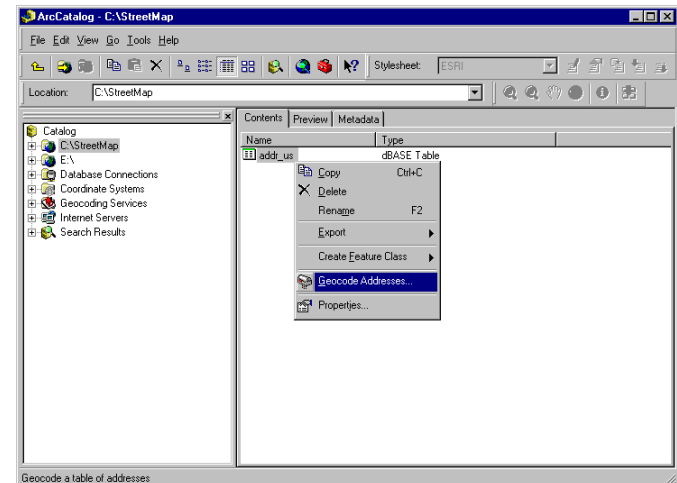 ArcCatalog - C:\StreetMap
File Edit View Go Tools Help
Stylesheet: ESRI
Location: C:\StreetMap
Catalog
C:\StreetMap
E:\
Database Connections
Coordinate Systems
Geocoding Services
Internet Servers
Search Results
Contents Preview Metadata
Name Type
addr_us dBASE Table
Copy Ctrl+C
Delete
Rename F2
Export
Create Feature Class
Geocode Addresses...
Properties...
Geocode a table of addresses